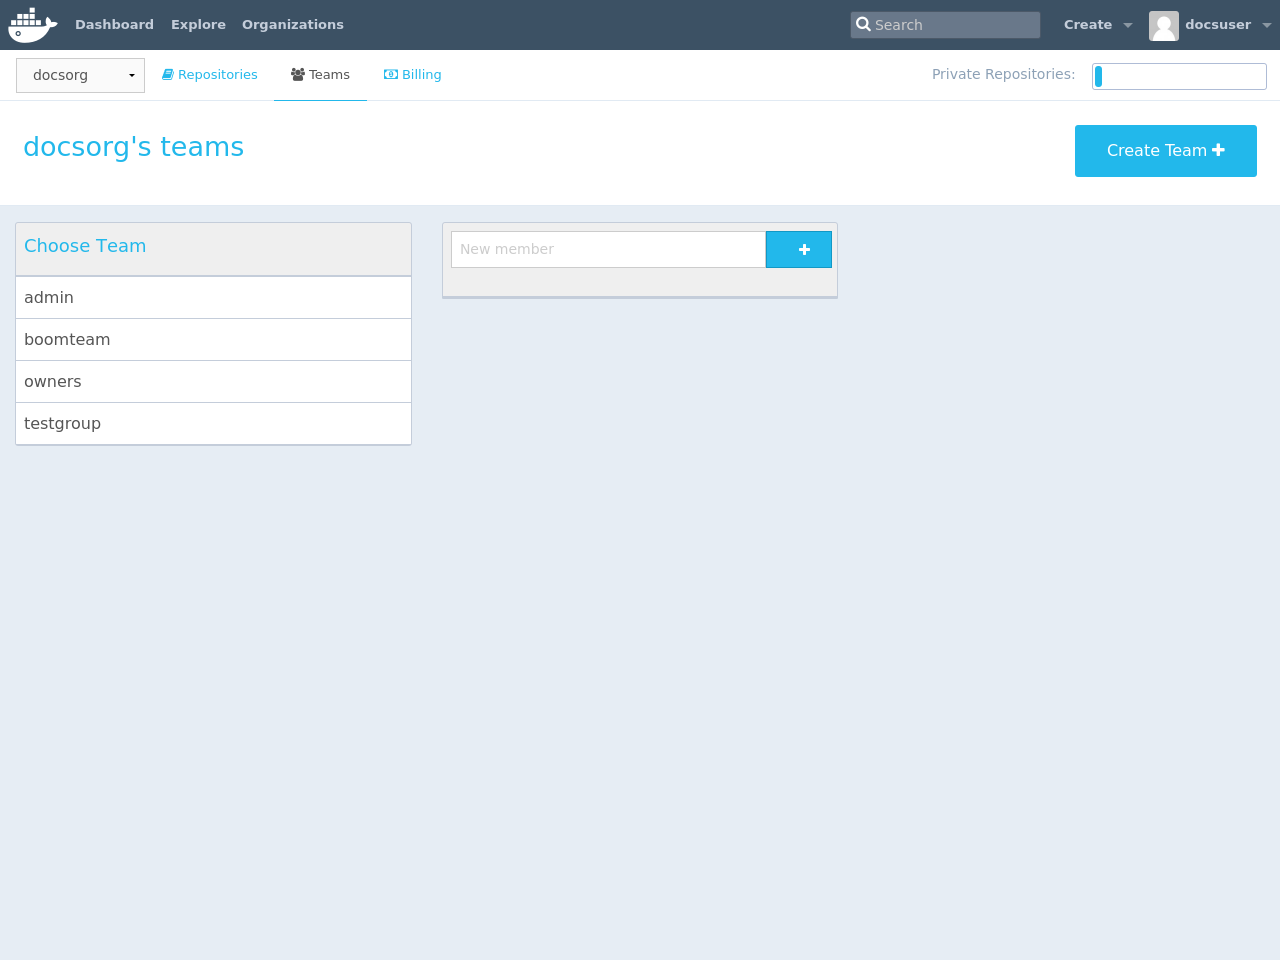 Dashboard Explore Organizations Search Create docsuser
docsorg Repositories Teams Billing Private Repositories:
docsorg's teams Create Team
Choose Team New member
admin
boomteam
owners
testgroup